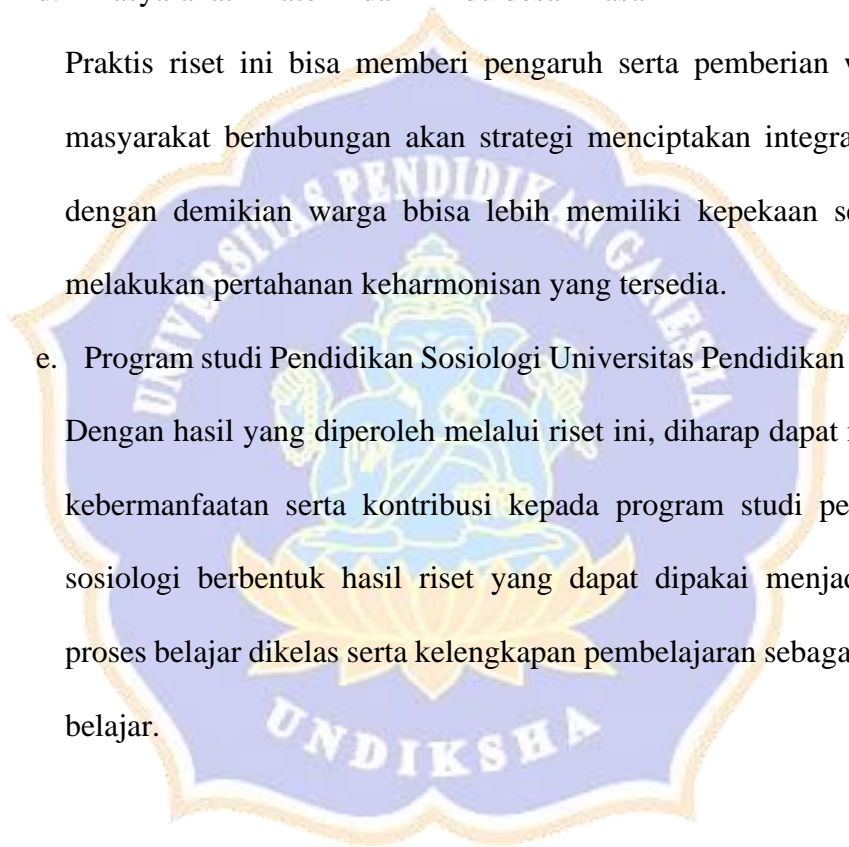 Praktis riset ini bisa memberi pengaruh serta pemberian
masyarakat berhubungan akan strategi menciptakan
dengan demikian warga bbisa lebih memiliki kepekaan
melakukan pertahanan keharmonisan yang tersedia.
e. Program studi Pendidikan Sosiologi Universitas Pendidikan
Dengan hasil yang diperoleh melalui riset ini, diharap dapat
kebermanfaatan serta kontribusi kepada program studi
sosiologi berbentuk hasil riset yang dapat dipakai
proses belajar dikelas serta kelengkapan pembelajaran
belajar.
UNIVERSITAS PENDIDIKAN GANESHA
UNDIKSHA